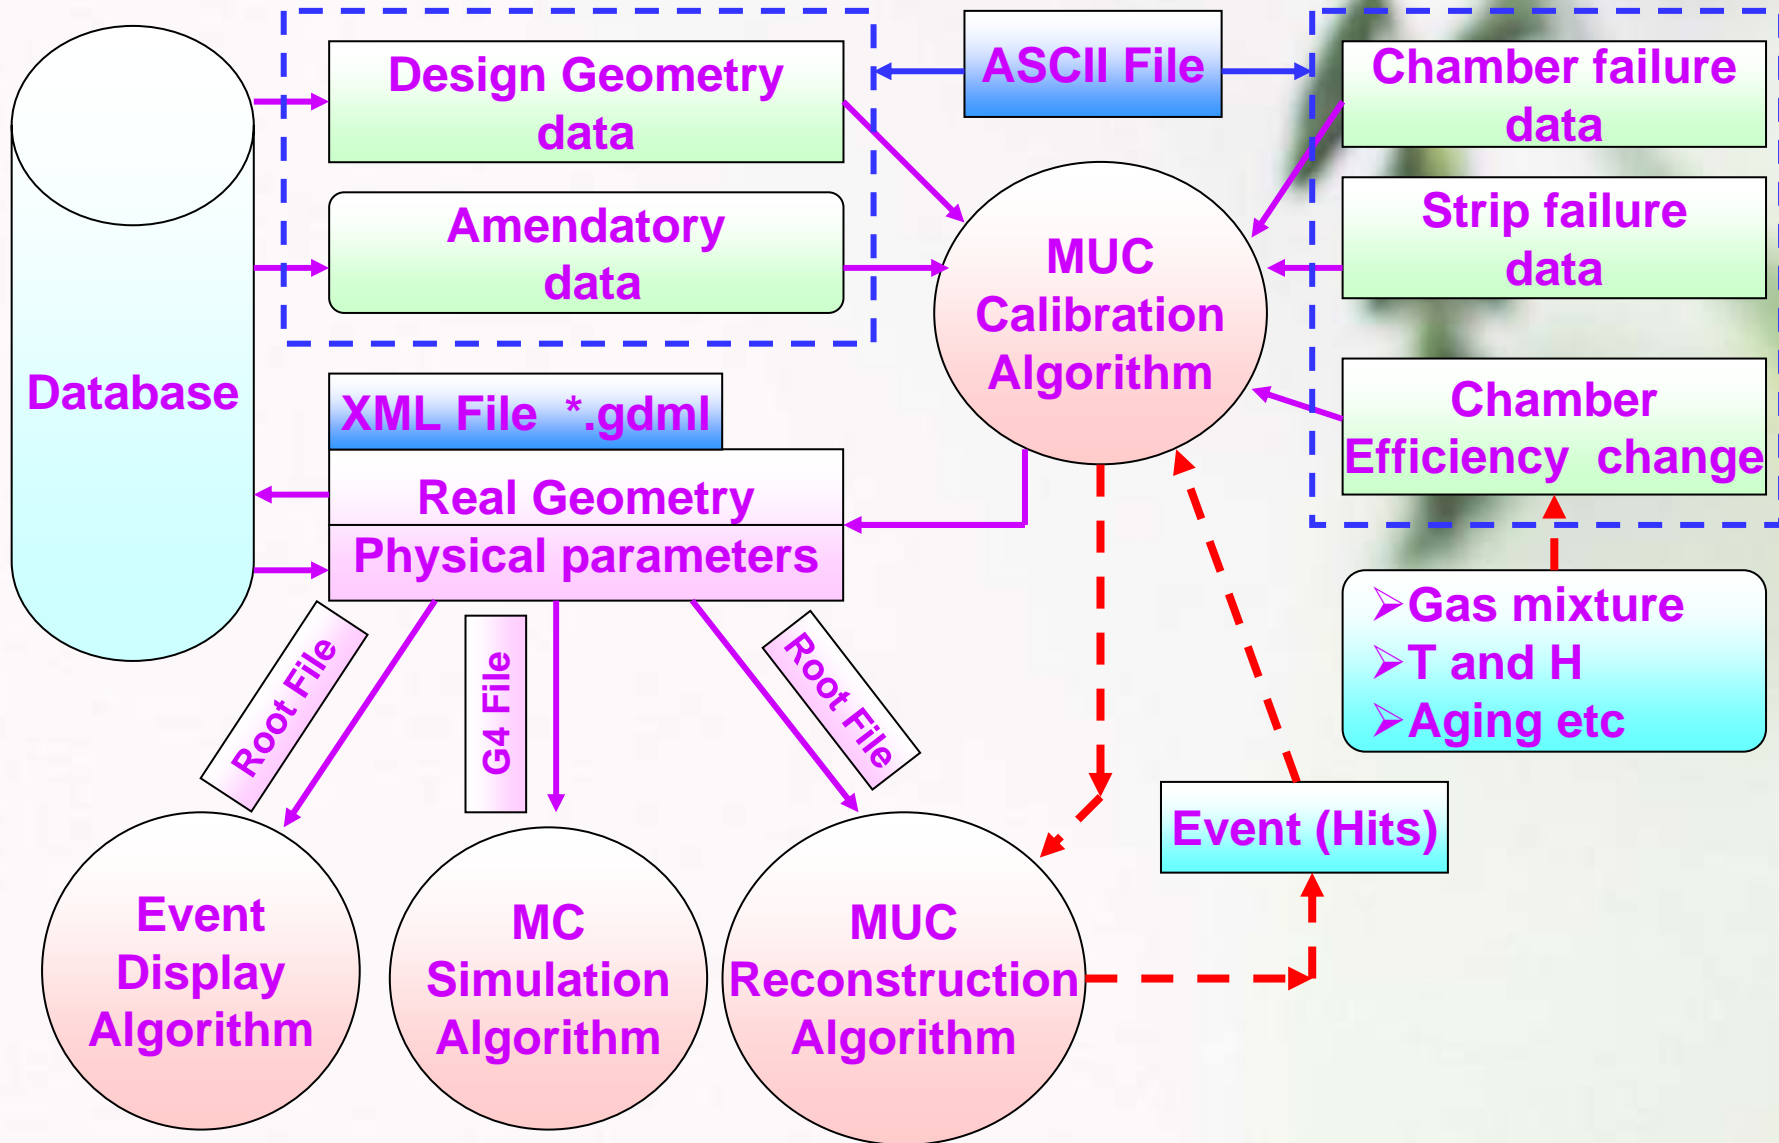 Design Geometry
data
ASCII File
Chamber failure
data
Amendatory
data
Strip failure
data
MUC
Calibration
Algorithm
Database
XML File *.gdml
Chamber
Efficiency change
Real Geometry
Physical parameters
➢Gas mixture
➢T and H
➢Aging etc
Root File
G4 File
Root File
Event (Hits)
Event
Display
Algorithm
MC
Simulation
Algorithm
MUC
Reconstruction
Algorithm